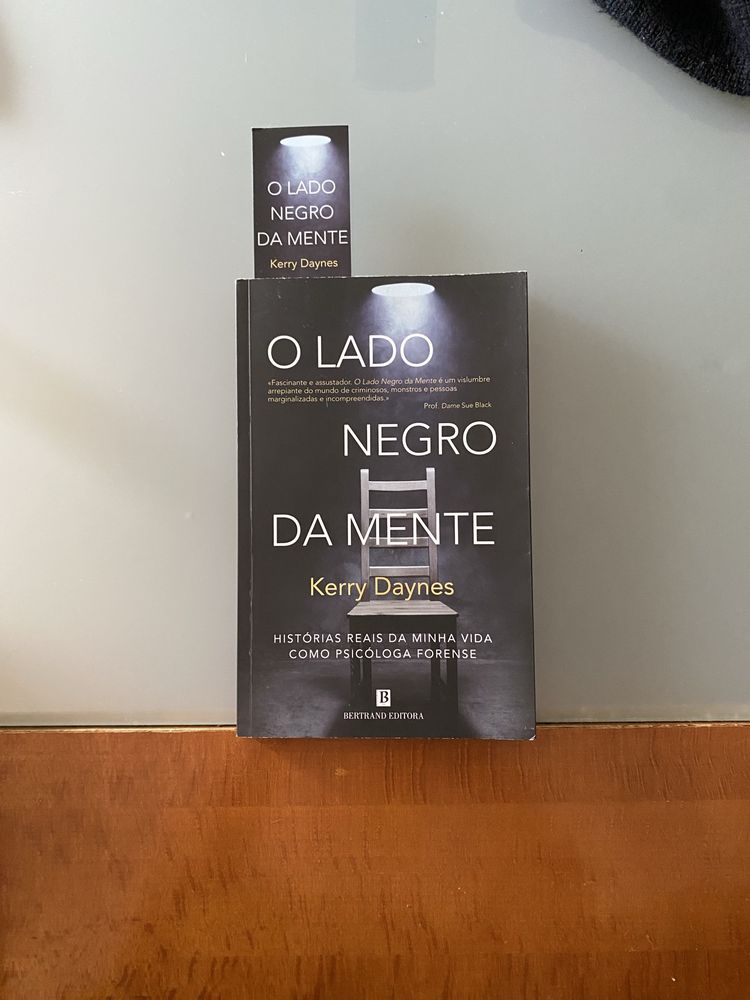 O LADO
NEGRO
DA MENTE
Kerry Daynes
O LADO
«Fascinante e assustador. O Lado Negro da Mente é um vislumbre
arrepiante do mundo de criminosos, monstros e pessoas
marginalizadas e incompreendidas.»
Prof. Dame Sue Black
NEGRO
DA MENTE
Kerry Daynes
HISTÓRIAS REAIS DA MINHA VIDA
COMO PSICÓLOGA FORENSE
B
BERTRAND EDITORA